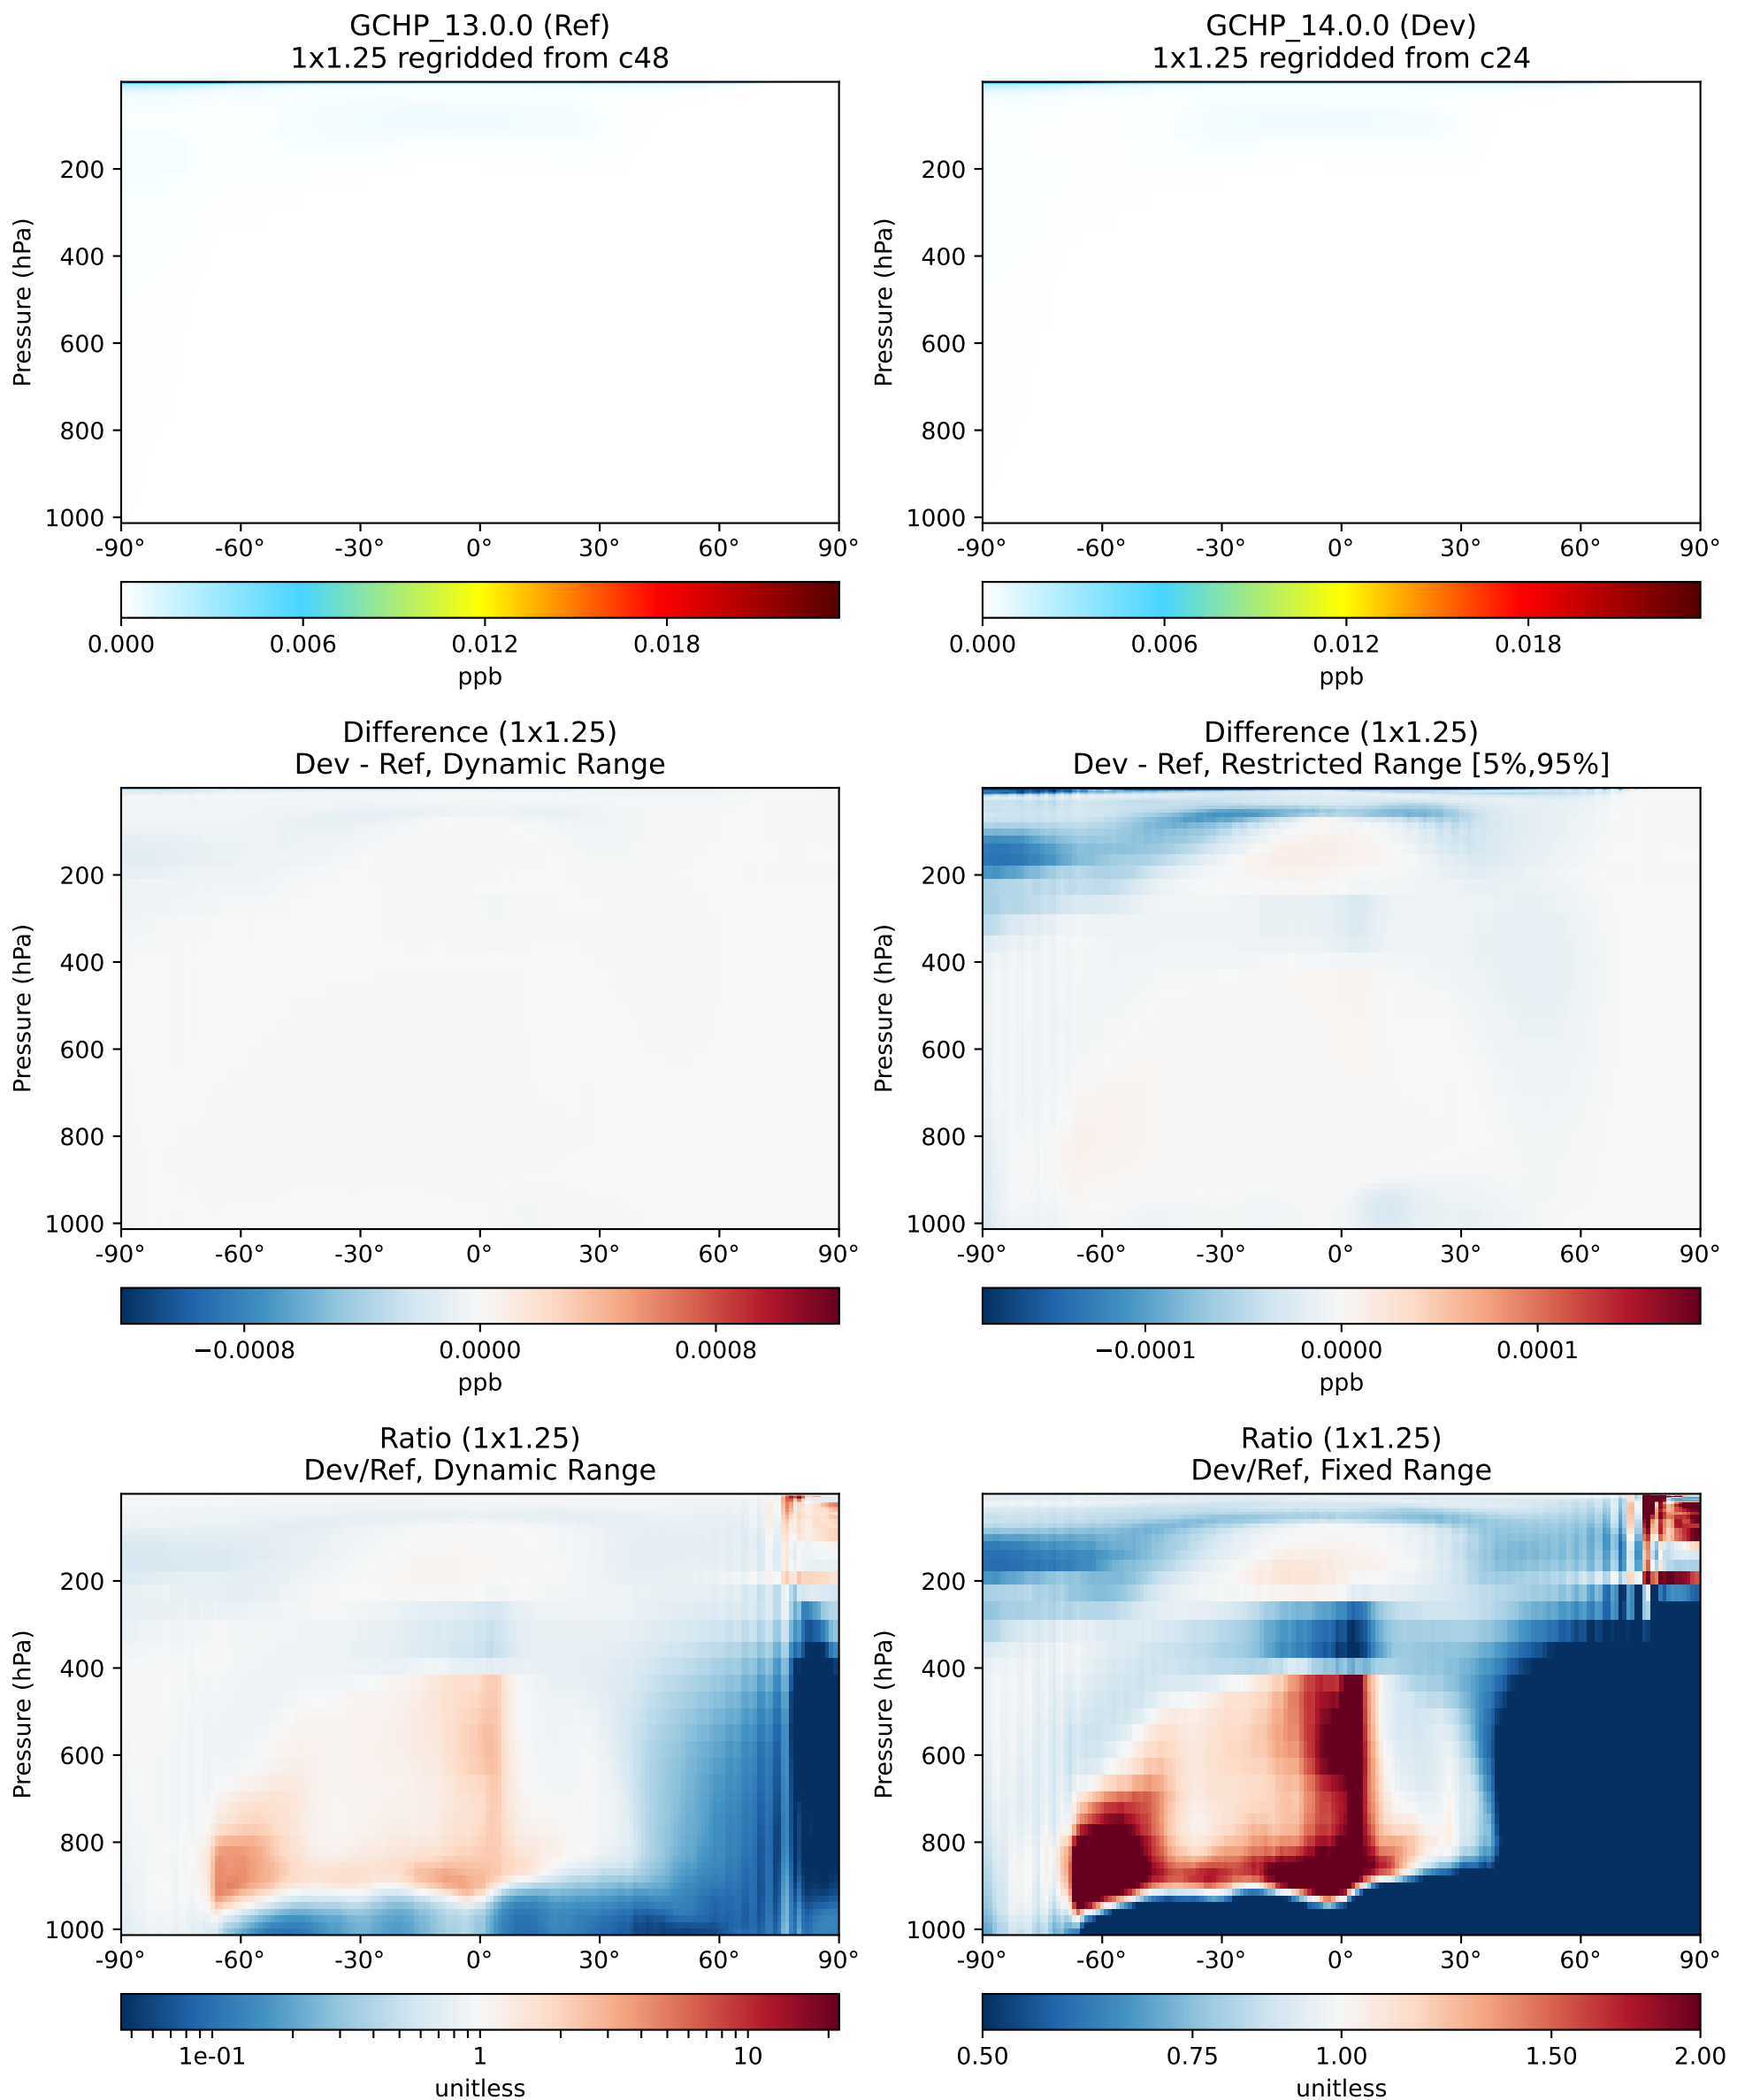 GCHP_13.0.0 (Ref)
1x1.25 regridded from c48
Pressure (hPa)
200
400
600
800
1000
-90° -60° -30° 0° 30° 60° 90°
0.000 0.006 0.012 0.018
ppb
GCHP_14.0.0 (Dev)
1x1.25 regridded from c24
Pressure (hPa)
200
400
600
800
1000
-90° -60° -30° 0° 30° 60° 90°
0.000 0.006 0.012 0.018
ppb
Difference (1x1.25)
Dev - Ref, Dynamic Range
Pressure (hPa)
200
400
600
800
1000
-90° -60° -30° 0° 30° 60° 90°
−0.0008 0.0000 0.0008
ppb
Difference (1x1.25)
Dev - Ref, Restricted Range [5%,95%]
Pressure (hPa)
200
400
600
800
1000
-90° -60° -30° 0° 30° 60° 90°
−0.0001 0.0000 0.0001
ppb
Ratio (1x1.25)
Dev/Ref, Dynamic Range
Pressure (hPa)
200
400
600
800
1000
-90° -60° -30° 0° 30° 60° 90°
1e-01 1 10
unitless
Ratio (1x1.25)
Dev/Ref, Fixed Range
Pressure (hPa)
200
400
600
800
1000
-90° -60° -30° 0° 30° 60° 90°
0.50 0.75 1.00 1.50 2.00
unitless